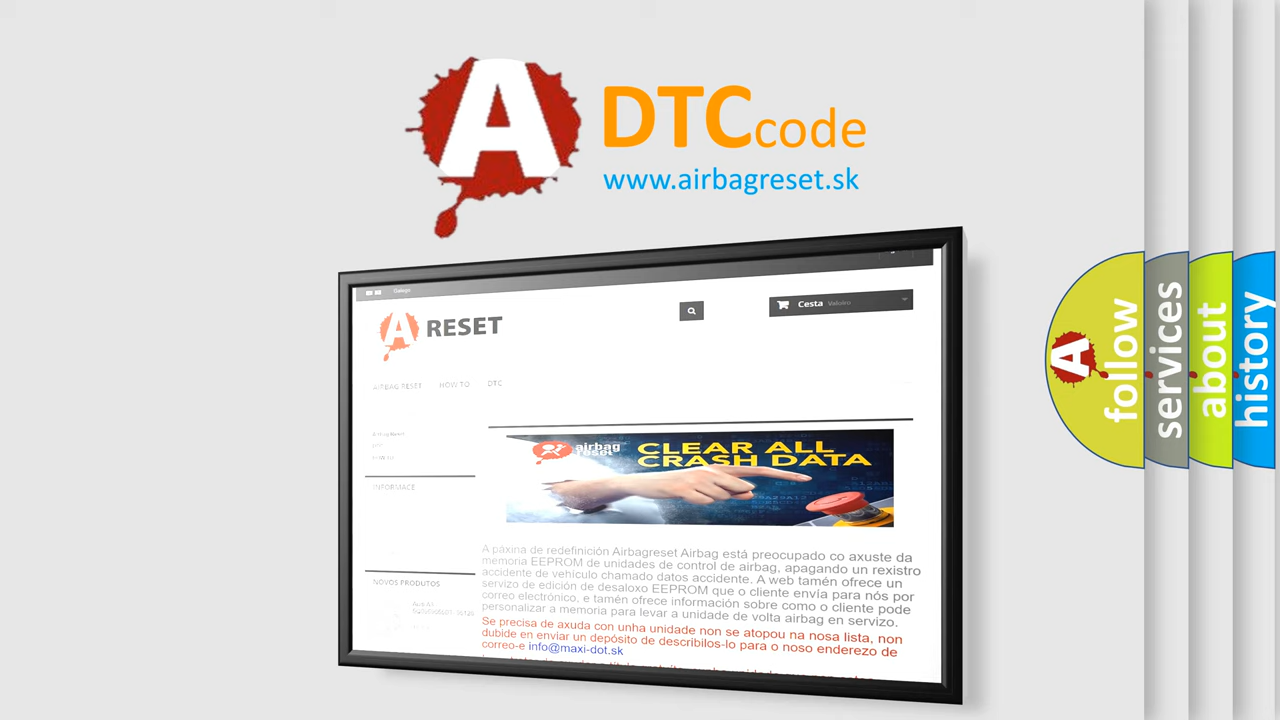 A DTC code
www.airbagreset.sk
Galego
A RESET
Cesta Valeiro
AIRBAG RESET HOW TO DTC
INFORMACE
NOVOS PRODUTOS
airbag
reset
CLEAR ALL
CRASH DATA
A páxina de redefinición Airbagreset Airbag está preocupado co axuste da
memoria EEPROM de unidades de control de airbag, apagando un rexistro
accidente de vehículo chamado datos accidente. A web tamén ofrece un
servizo de edición de desaloxo EEPROM que o cliente envía para nós por
correo electrónico, e tamén ofrece información sobre como o cliente pode
personalizar a memoria para levar a unidade de volta airbag en servizo.
Se precisa de axuda con unha unidade non se atopou na nosa lista, non
dubide en enviar un depósito de describilos-lo para o noso enderezo de
correo-e info@maxi-dot.sk
A follow
services
about
history